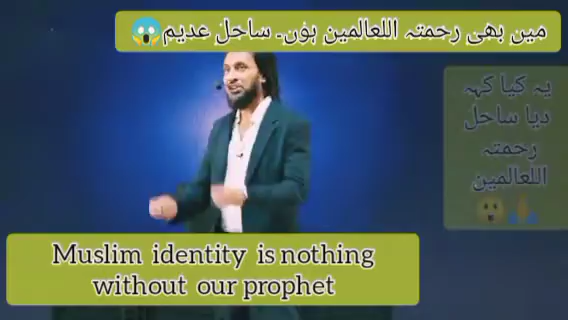 میں بھی رحمتہ اللعالمین ہوں۔ ساحل عدیم😱
یہ کیا کہہ
دیا ساحل
رحمتہ
اللعالمین
😲🙏
Muslim identity is nothing
without our prophet